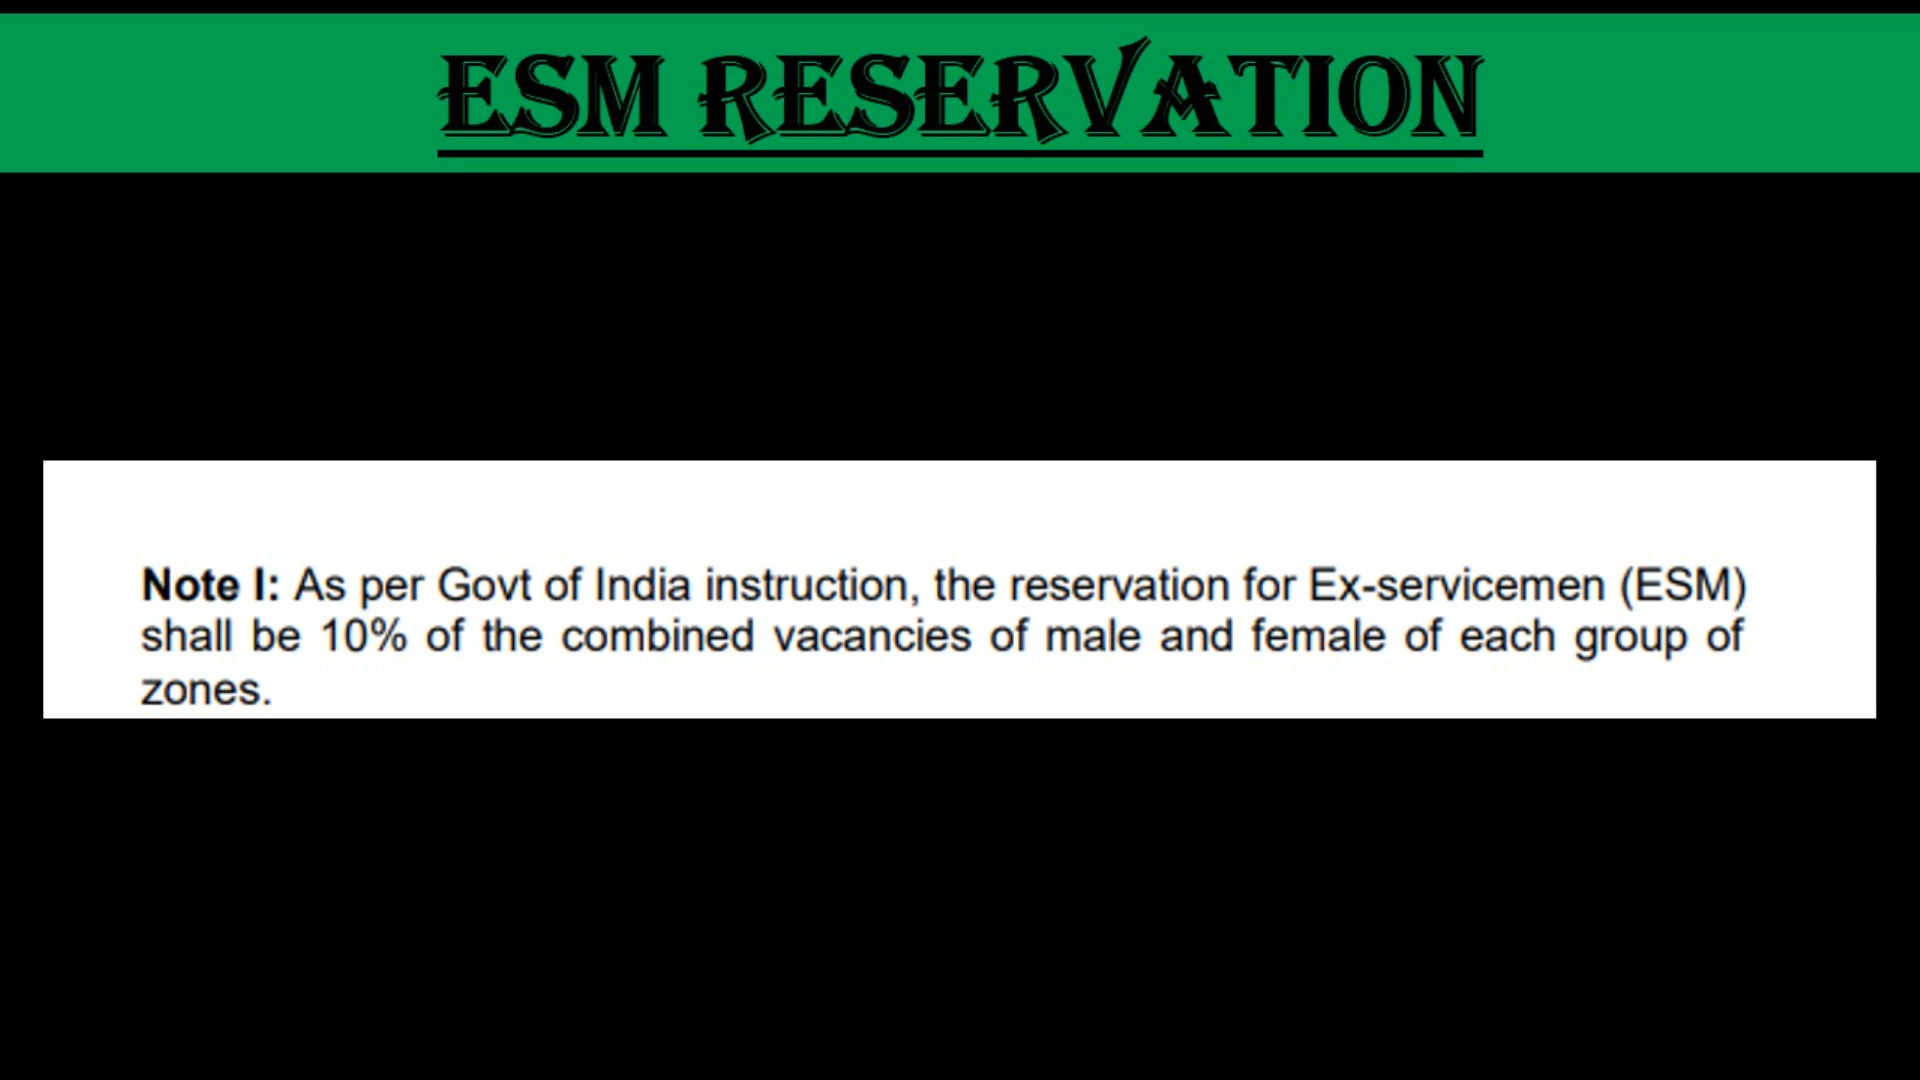 ESM RESERVATION
Note I: As per Govt of India instruction, the reservation for Ex-servicemen (ESM)
shall be 10% of the combined vacancies of male and female of each group of
zones.